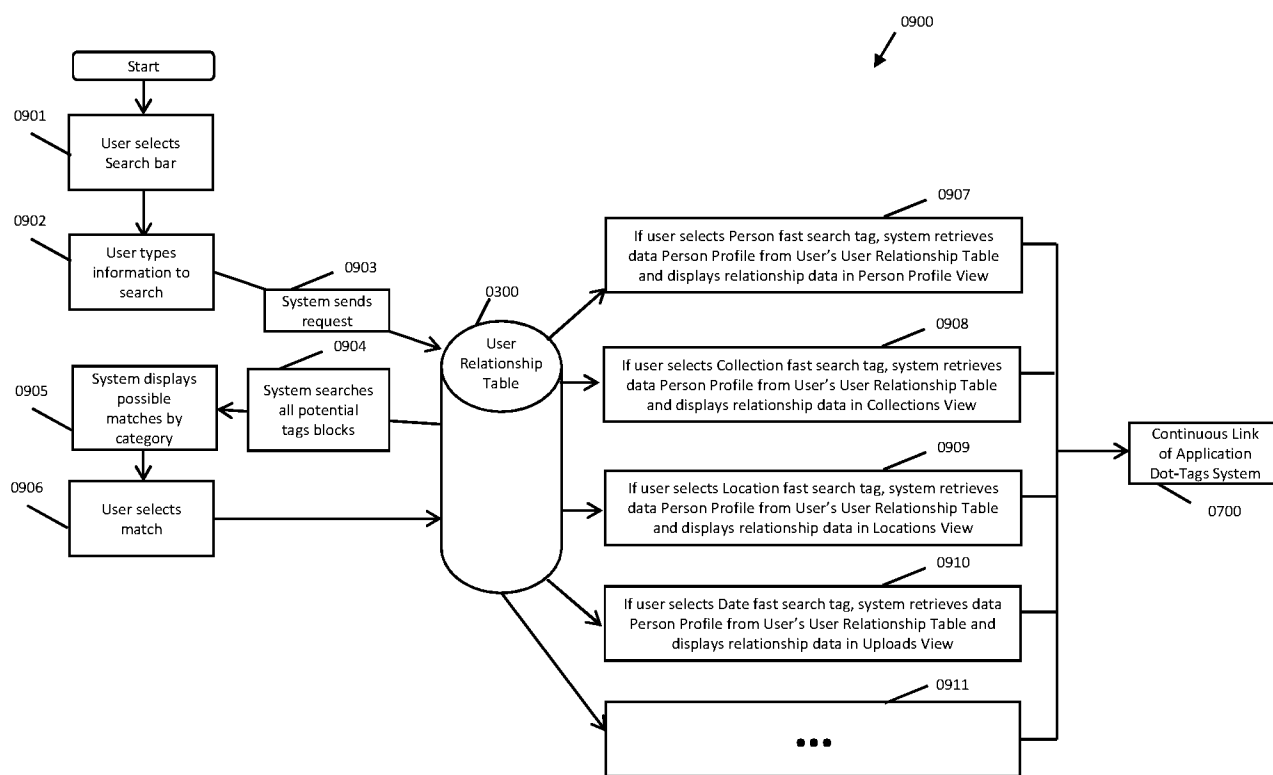 0900
Start
0901
User selects
Search bar
0902
User types
information to
search
0903
System sends
request
0300
User
Relationship
Table
0904
System searches
all potential
tags blocks
0905
System displays
possible
matches by
category
0906
User selects
match
0907
If user selects Person fast search tag, system retrieves
data Person Profile from User's User Relationship Table
and displays relationship data in Person Profile View
0908
If user selects Collection fast search tag, system retrieves
data Person Profile from User's User Relationship Table
and displays relationship data in Collections View
0909
If user selects Location fast search tag, system retrieves
data Person Profile from User's User Relationship Table
and displays relationship data in Locations View
0910
If user selects Date fast search tag, system retrieves data
Person Profile from User's User Relationship Table and
displays relationship data in Uploads View
0911
•••
Continuous Link
of Application
Dot-Tags System
0700